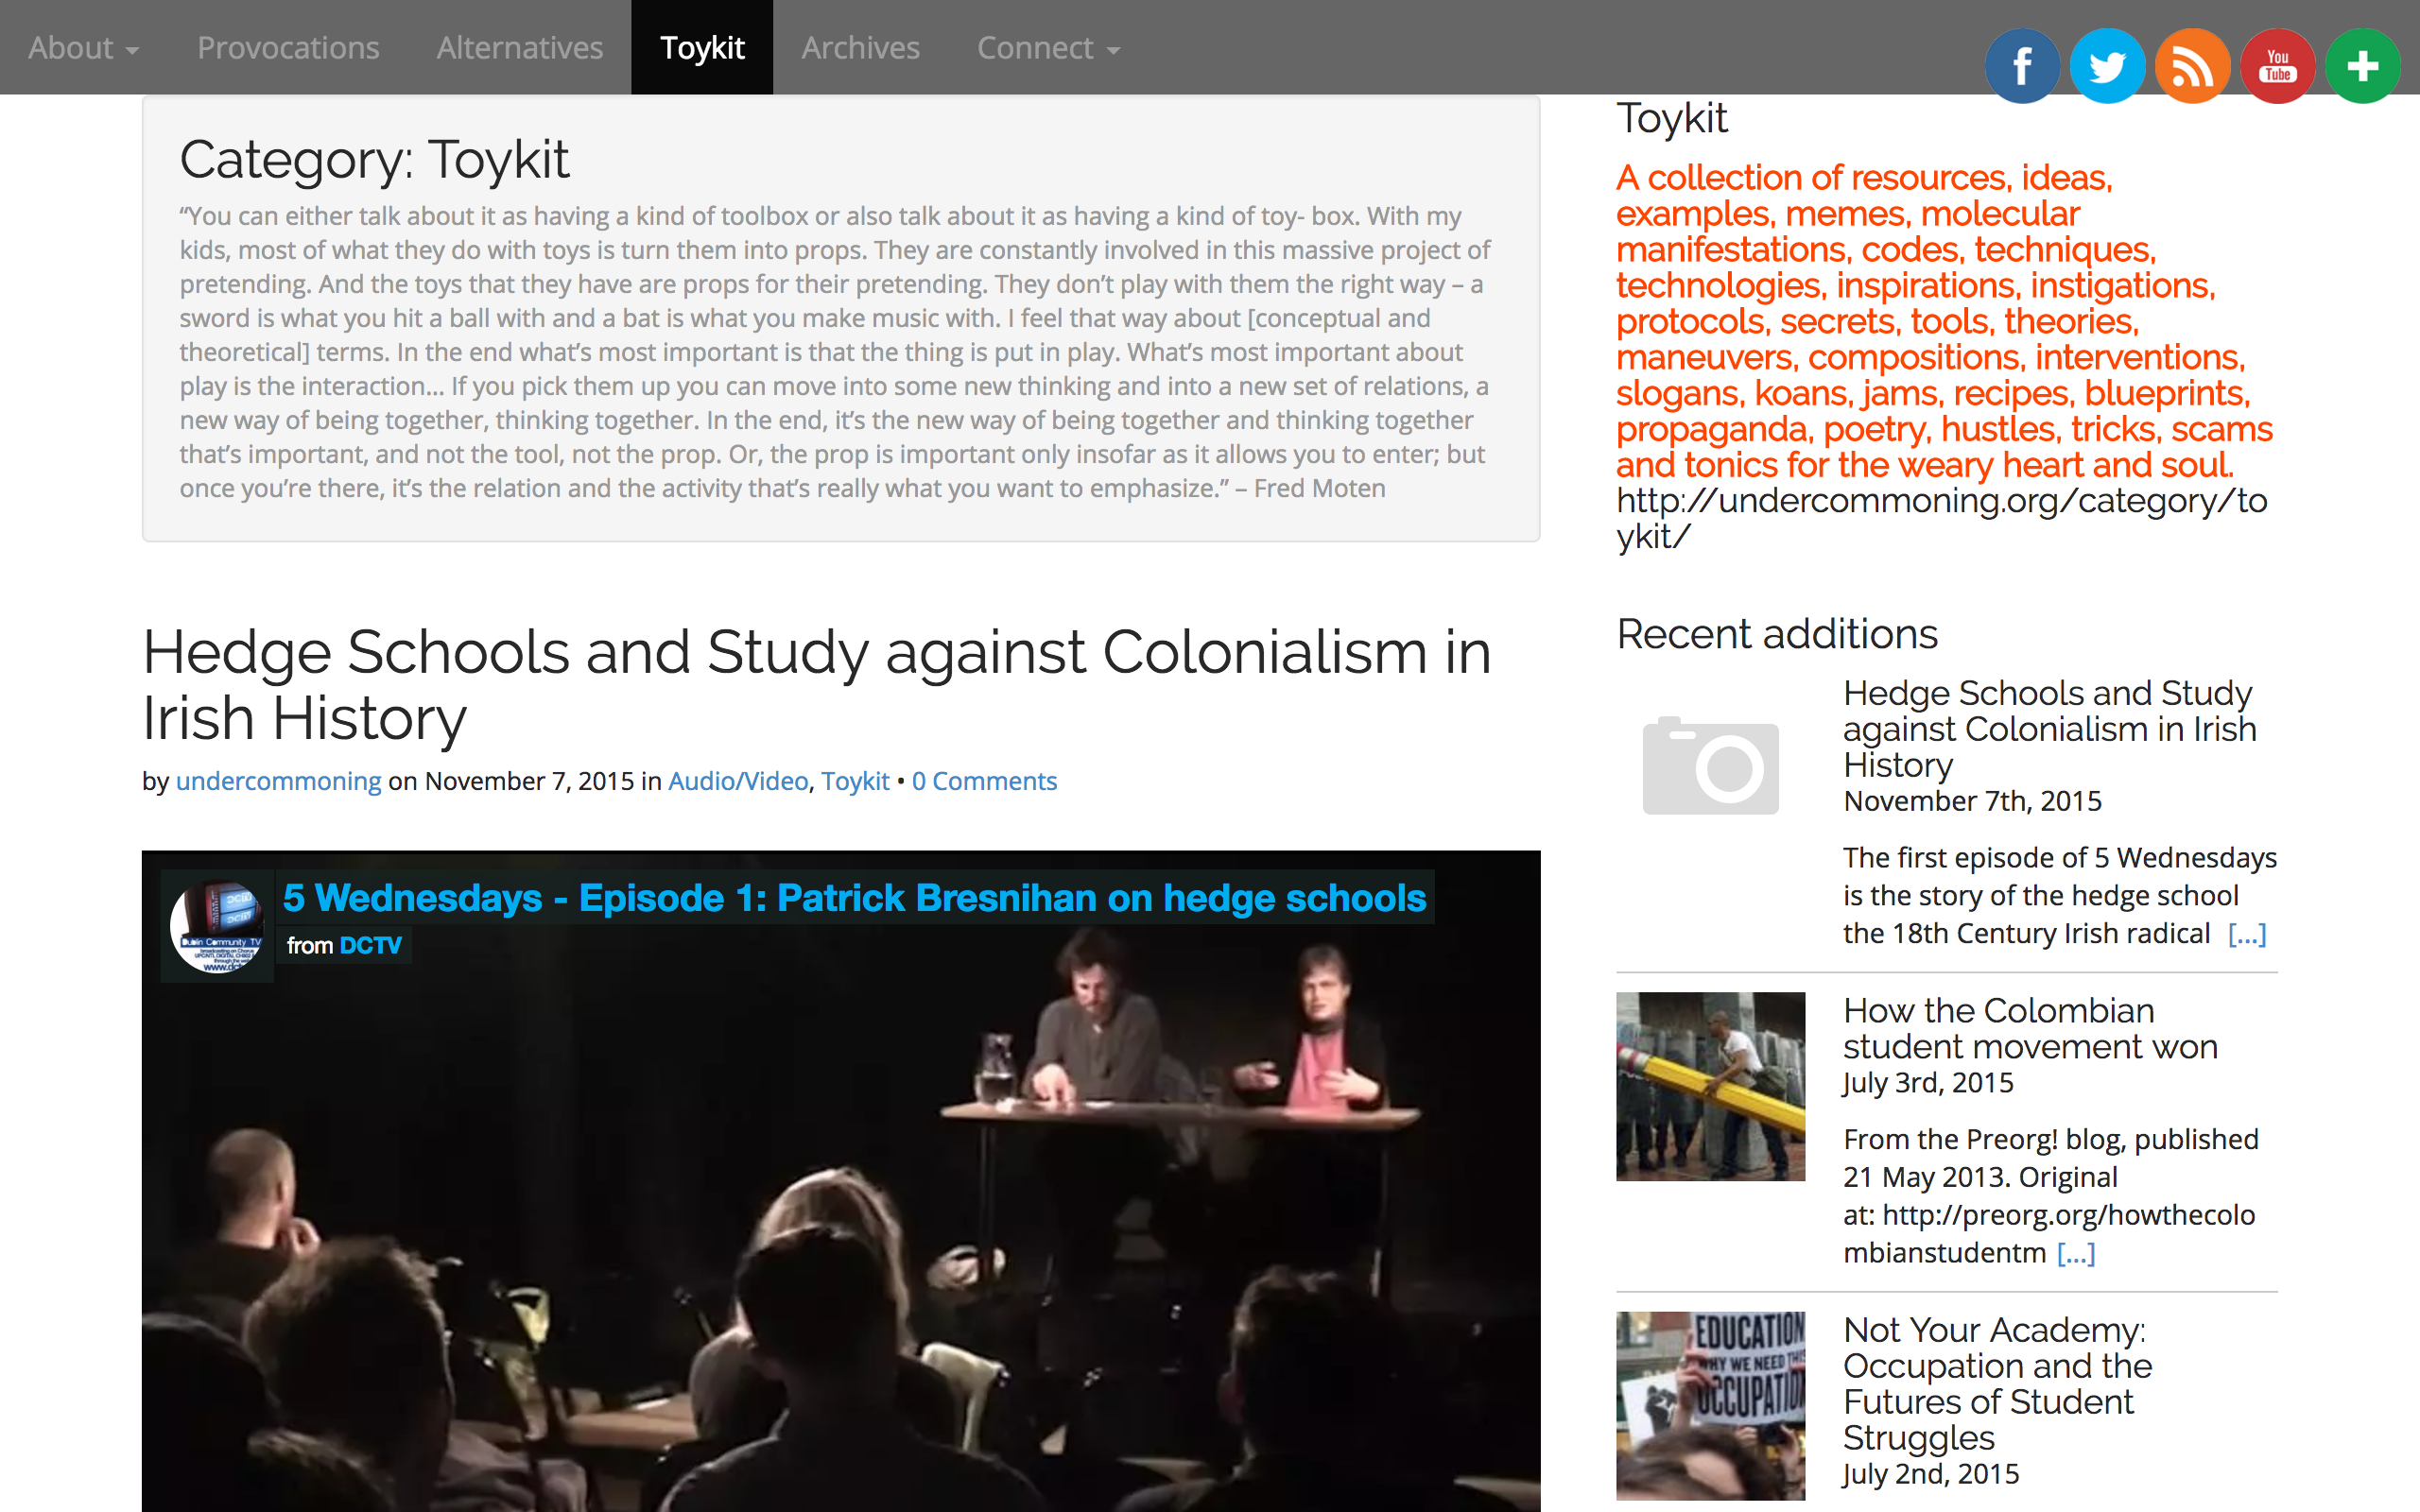 About
Provocations
Alternatives
Toykit
Archives
Connect
f
You
Tube
Category: Toykit
“You can either talk about it as having a kind of toolbox or also talk about it as having a kind of toy- box. With my
kids, most of what they do with toys is turn them into props. They are constantly involved in this massive project of
pretending. And the toys that they have are props for their pretending. They don’t play with them the right way – a
sword is what you hit a ball with and a bat is what you make music with. I feel that way about [conceptual and
theoretical] terms. In the end what’s most important is that the thing is put in play. What’s most important about
play is the interaction... If you pick them up you can move into some new thinking and into a new set of relations, a
new way of being together, thinking together. In the end, it’s the new way of being together and thinking together
that’s important, and not the tool, not the prop. Or, the prop is important only insofar as it allows you to enter; but
once you’re there, it’s the relation and the activity that’s really what you want to emphasize.” – Fred Moten
Hedge Schools and Study against Colonialism in
Irish History
by undercommoning on November 7, 2015 in Audio/Video, Toykit • 0 Comments
5 Wednesdays - Episode 1: Patrick Bresnihan on hedge schools
from DCTV
Dublin Community TV
Toykit
A collection of resources, ideas,
examples, memes, molecular
manifestations, codes, techniques,
technologies, inspirations, instigations,
protocols, secrets, tools, theories,
maneuvers, compositions, interventions,
slogans, koans, jams, recipes, blueprints,
propaganda, poetry, hustles, tricks, scams
and tonics for the weary heart and soul.
http://undercommoning.org/category/to
ykit/
Recent additions
Hedge Schools and Study
against Colonialism in Irish
History
November 7th, 2015
The first episode of 5 Wednesdays
is the story of the hedge school
the 18th Century Irish radical [...]
How the Colombian
student movement won
July 3rd, 2015
From the Preorg! blog, published
21 May 2013. Original
at: http://preorg.org/howthecolo
mbianstudentm [...]
EDUCATION
WHY WE NEED THIS
OCCUPATIO
Not Your Academy:
Occupation and the
Futures of Student
Struggles
July 2nd, 2015